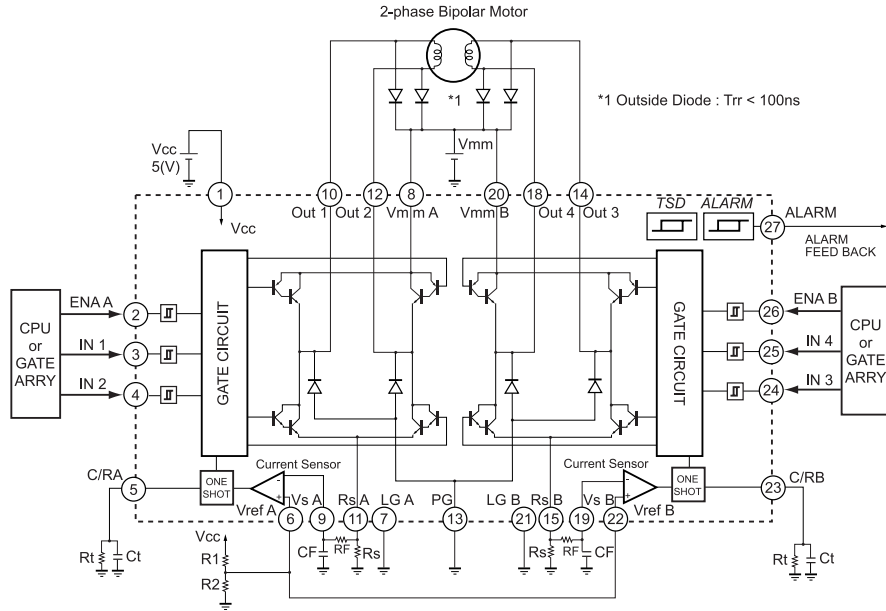 2-phase Bipolar Motor
*1
*1 Outside Diode : Trr < 100ns
Vcc
5(V)
Vmm
1
10
12
8
20
18
14
Vcc
Out 1
Out 2
Vmm A
Vmm B
Out 4
Out 3
TSD
ALARM
27
ALARM
ALARM
FEED BACK
CPU
or
GATE
ARRY
ENA A
2
IN 1
3
IN 2
4
GATE CIRCUIT
GATE CIRCUIT
26
ENA B
25
IN 4
24
IN 3
CPU
or
GATE
ARRY
C/RA
5
ONE
SHOT
Current Sensor
-
+
Current Sensor
-
+
ONE
SHOT
23
C/RB
Vref A
Vs A
Rs A
LG A
PG
LG B
Rs B
Vs B
Vref B
6
9
11
7
13
21
15
19
22
Rt
Ct
Vcc
R1
R2
CF
RF
Rs
Rs
RF
CF
Rt
Ct